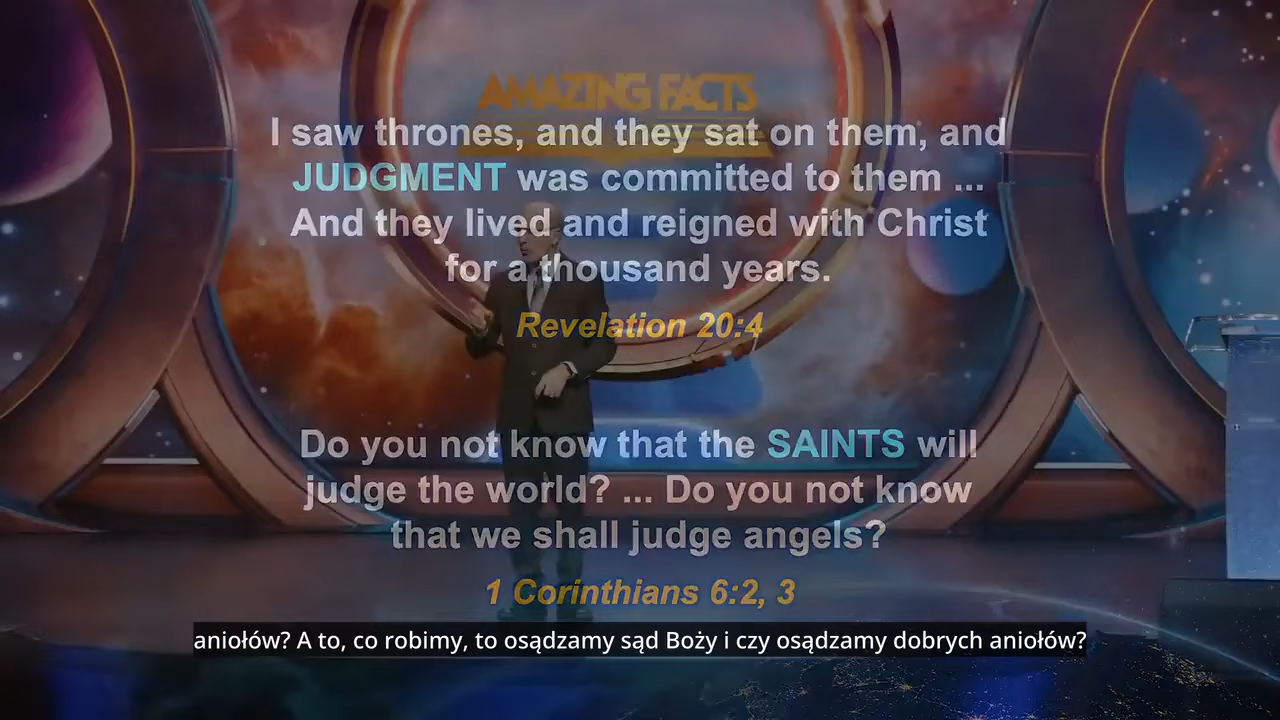 AMAZING FACTS
I saw thrones, and they sat on them, and
JUDGMENT was committed to them ...
And they lived and reigned with Christ
for a thousand years.
Revelation 20:4
Do you not know that the SAINTS will
judge the world? ... Do you not know
that we shall judge angels?
1 Corinthians 6:2, 3
aniołów? A to, co robimy, to osądzamy sąd Boży i czy osądzamy dobrych aniołów?